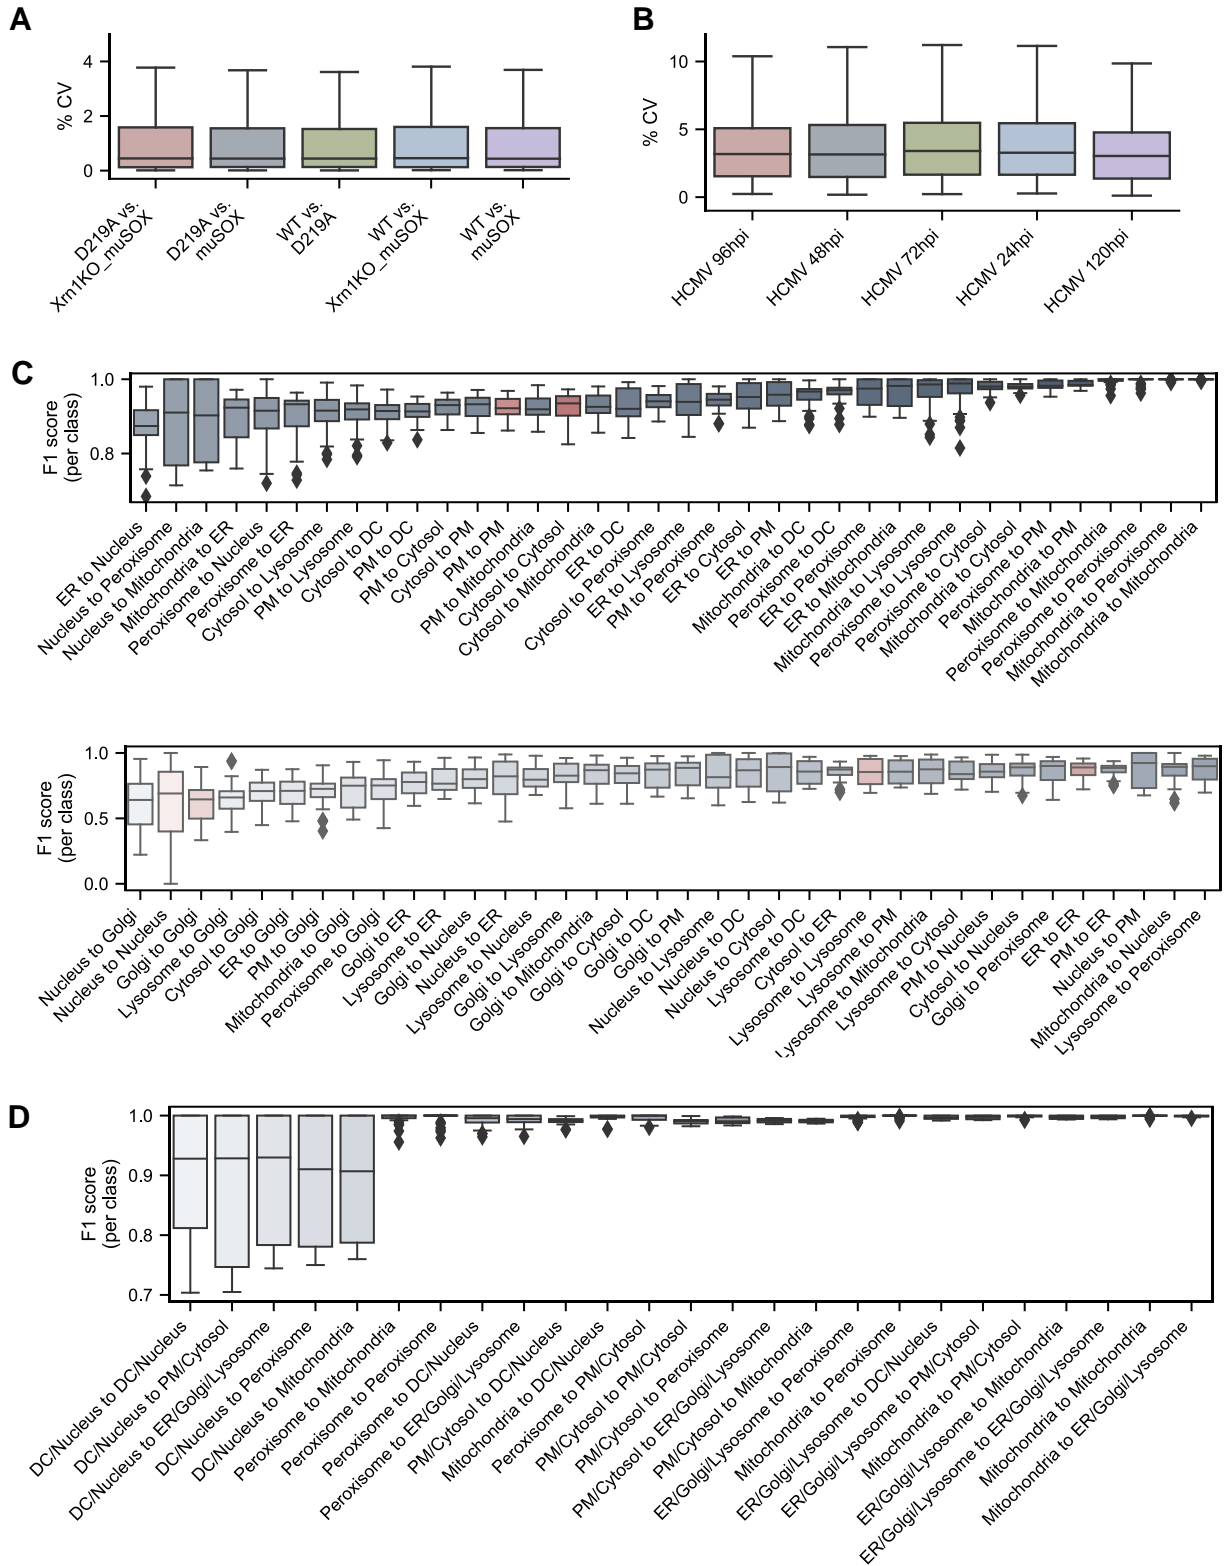 A
B
% CV
4
2
0
D219A vs.
Xrn1KO_muSOX
D219A vs.
muSOX
WT vs.
D219A
WT vs.
Xrn1KO_muSOX
WT vs.
muSOX
% CV
10
5
0
HCMV 96hpi
HCMV 48hpi
HCMV 72hpi
HCMV 24hpi
HCMV 120hpi
C
F1 score
(per class)
1.0
0.8
ER to Nucleus
Nucleus to Peroxisome
Nucleus to Mitochondria
Mitochondria to ER
Peroxisome to Nucleus
Peroxisome to ER
Cytosol to Lysosome
PM to Lysosome
Cytosol to DC
PM to DC
PM to Cytosol
Cytosol to PM
PM to PM
PM to Mitochondria
Cytosol to Cytosol
Cytosol to Mitochondria
ER to DC
Cytosol to Peroxisome
ER to Lysosome
PM to Peroxisome
ER to Cytosol
ER to PM
Mitochondria to DC
Peroxisome to DC
ER to Peroxisome
ER to Mitochondria
Mitochondria to Lysosome
Peroxisome to Lysosome
Peroxisome to Cytosol
Mitochondria to Cytosol
Peroxisome to PM
Mitochondria to PM
Peroxisome to Mitochondria
Peroxisome to Peroxisome
Mitochondria to Peroxisome
Mitochondria to Mitochondria
F1 score
(per class)
1.0
0.5
0.0
Nucleus to Golgi
Nucleus to Nucleus
Golgi to Golgi
Lysosome to Golgi
Cytosol to Golgi
ER to Golgi
PM to Golgi
Mitochondria to Golgi
Peroxisome to Golgi
Golgi to ER
Lysosome to ER
Golgi to Nucleus
Nucleus to ER
Lysosome to Nucleus
Golgi to Lysosome
Golgi to Mitochondria
Golgi to Cytosol
Golgi to DC
Golgi to PM
Nucleus to Lysosome
Nucleus to DC
Nucleus to Cytosol
Lysosome to DC
Cytosol to ER
Lysosome to Lysosome
Lysosome to PM
Lysosome to Mitochondria
Lysosome to Cytosol
PM to Nucleus
Cytosol to Nucleus
Golgi to Peroxisome
ER to ER
PM to ER
Nucleus to PM
Mitochondria to Nucleus
Lysosome to Peroxisome
D
F1 score
(per class)
1.0
0.9
0.8
0.7
DC/Nucleus to DC/Nucleus
DC/Nucleus to PM/Cytosol
DC/Nucleus to ER/Golgi/Lysosome
DC/Nucleus to Peroxisome
DC/Nucleus to Mitochondria
Peroxisome to Mitochondria
Peroxisome to Peroxisome
Peroxisome to DC/Nucleus
Peroxisome to ER/Golgi/Lysosome
PM/Cytosol to DC/Nucleus
Mitochondria to DC/Nucleus
Peroxisome to PM/Cytosol
PM/Cytosol to PM/Cytosol
PM/Cytosol to Peroxisome
PM/Cytosol to ER/Golgi/Lysosome
PM/Cytosol to Mitochondria
ER/Golgi/Lysosome to Peroxisome
Mitochondria to Peroxisome
ER/Golgi/Lysosome to DC/Nucleus
ER/Golgi/Lysosome to PM/Cytosol
Mitochondria to PM/Cytosol
ER/Golgi/Lysosome to Mitochondria
ER/Golgi/Lysosome to ER/Golgi/Lysosome
Mitochondria to Mitochondria
Mitochondria to ER/Golgi/Lysosome